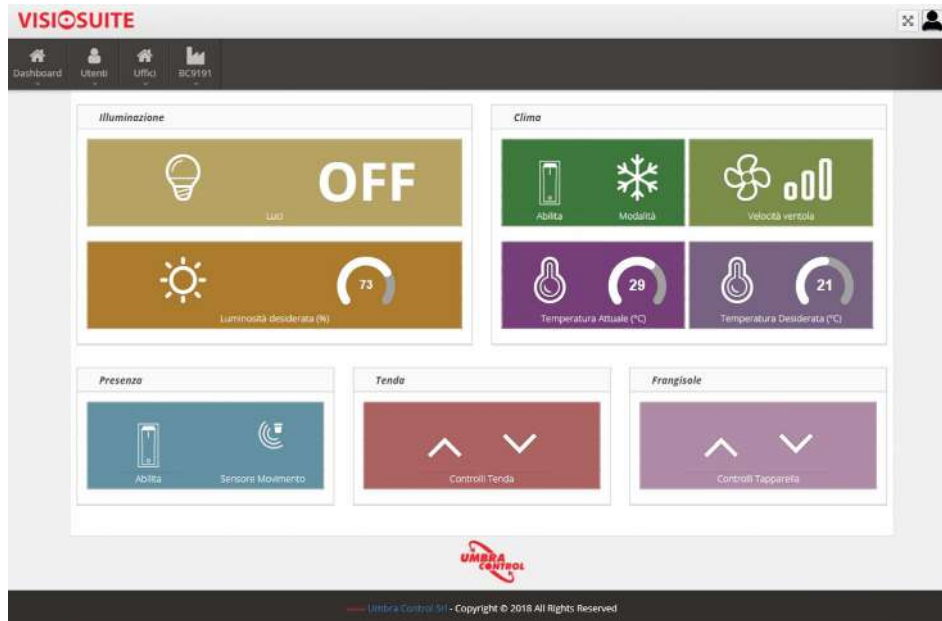 VISIOSUITE
Dashboard Utenti Uffici BC9191
Illuminazione
OFF
Luci
73
Luminosità desiderata (%)
Clima
Abilita Modalità
Velocità ventola
29
Temperatura Attuale (°C)
21
Temperatura Desiderata (°C)
Presenza
Abilita Sensore Movimento
Tenda
Controlli Tenda
Frangisole
Controlli Tapparella
UMBRA
CONTROL
Umbra Control Srl - Copyright © 2018 All Rights Reserved